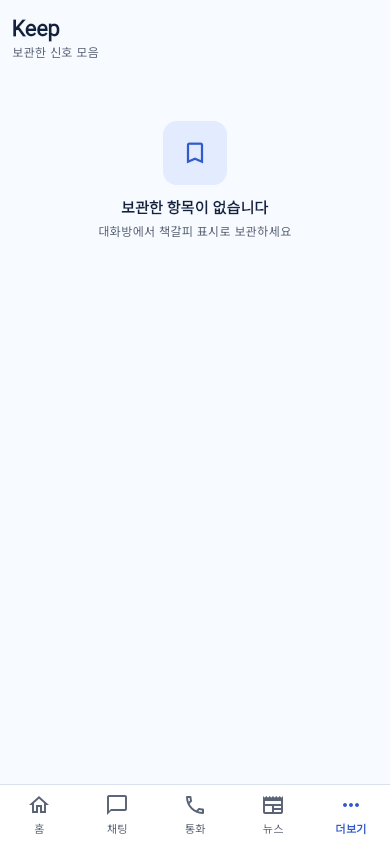 Keep
보관한 신호 모음
보관한 항목이 없습니다
대화방에서 책갈피 표시로 보관하세요
홈
채팅
통화
뉴스
더보기